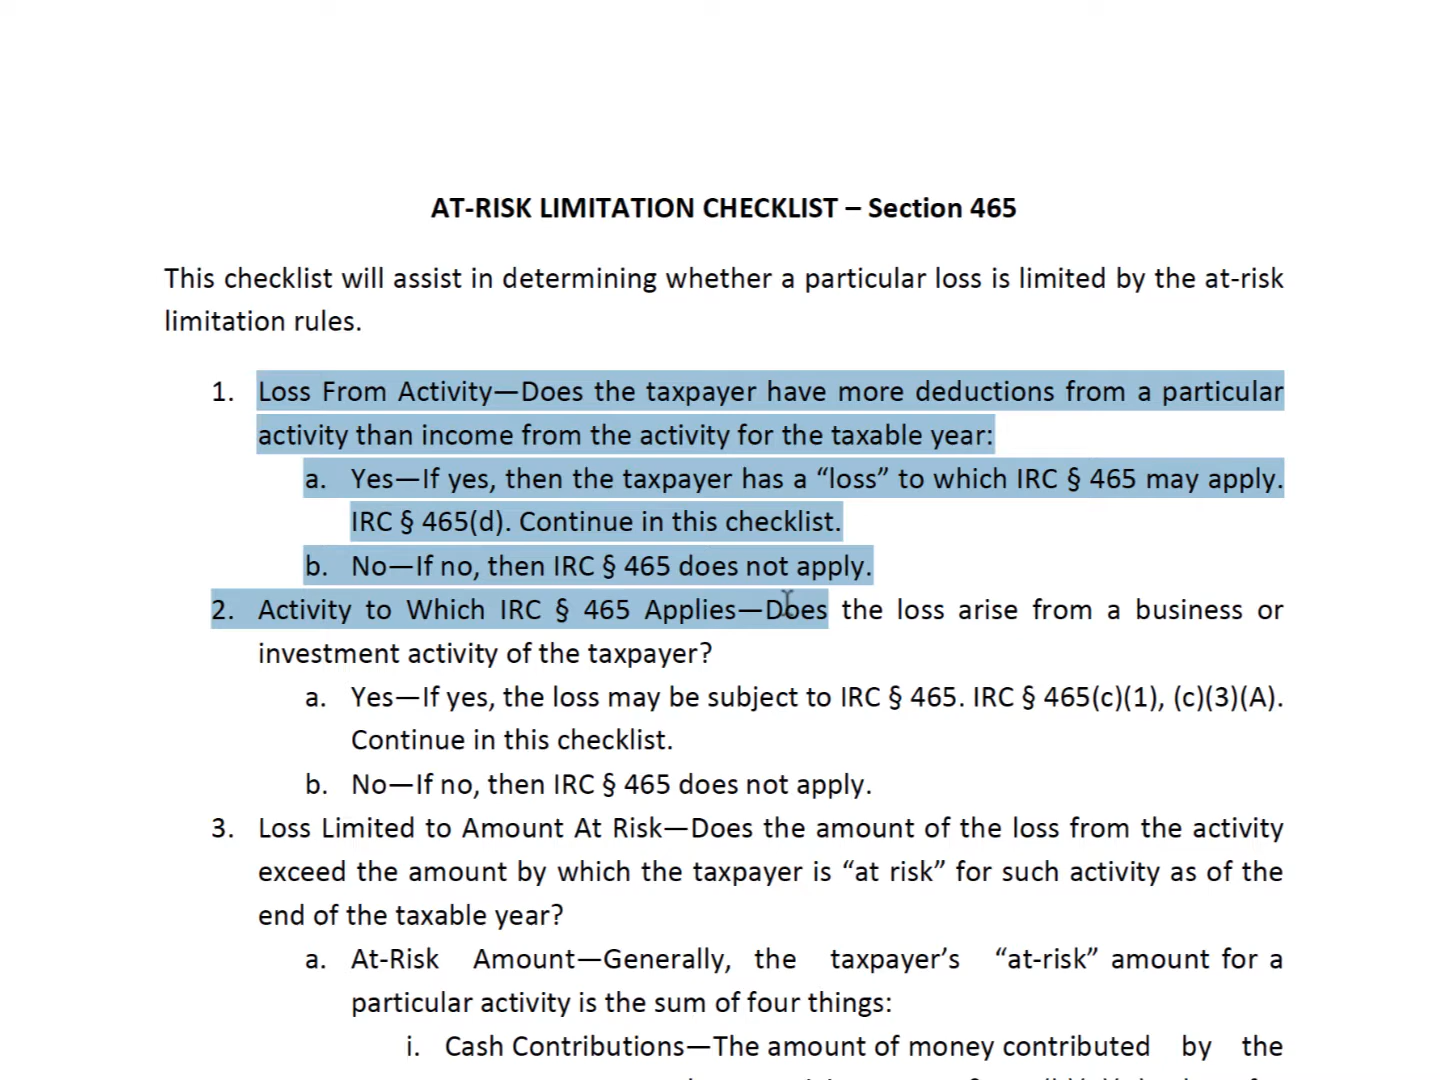 AT-RISK LIMITATION CHECKLIST – Section 465
This checklist will assist in determining whether a particular loss is limited by the at-risk
limitation rules.
1. Loss From Activity—Does the taxpayer have more deductions from a particular
activity than income from the activity for the taxable year:
a. Yes—If yes, then the taxpayer has a “loss” to which IRC § 465 may apply.
IRC § 465(d). Continue in this checklist.
b. No—If no, then IRC § 465 does not apply.
2. Activity to Which IRC § 465 Applies—Does the loss arise from a business or
investment activity of the taxpayer?
a. Yes—If yes, the loss may be subject to IRC § 465. IRC § 465(c)(1), (c)(3)(A).
Continue in this checklist.
b. No—If no, then IRC § 465 does not apply.
3. Loss Limited to Amount At Risk—Does the amount of the loss from the activity
exceed the amount by which the taxpayer is “at risk” for such activity as of the
end of the taxable year?
a. At-Risk Amount—Generally, the taxpayer’s “at-risk” amount for a
particular activity is the sum of four things:
i. Cash Contributions—The amount of money contributed by the